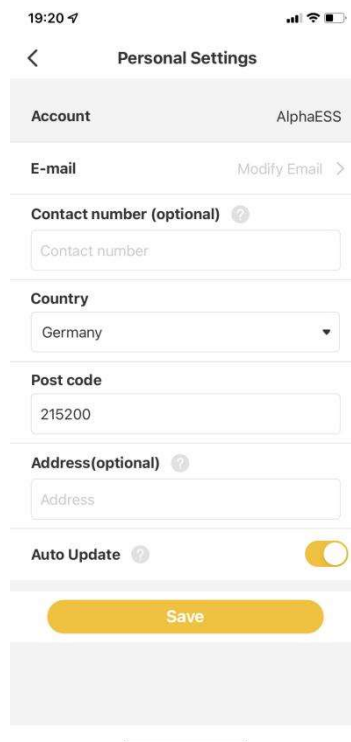 19:20
Personal Settings
Account AlphaESS
E-mail Modify Email
Contact number (optional) ?
Contact number
Country
Germany
Post code
215200
Address(optional) ?
Address
Auto Update ?
Save